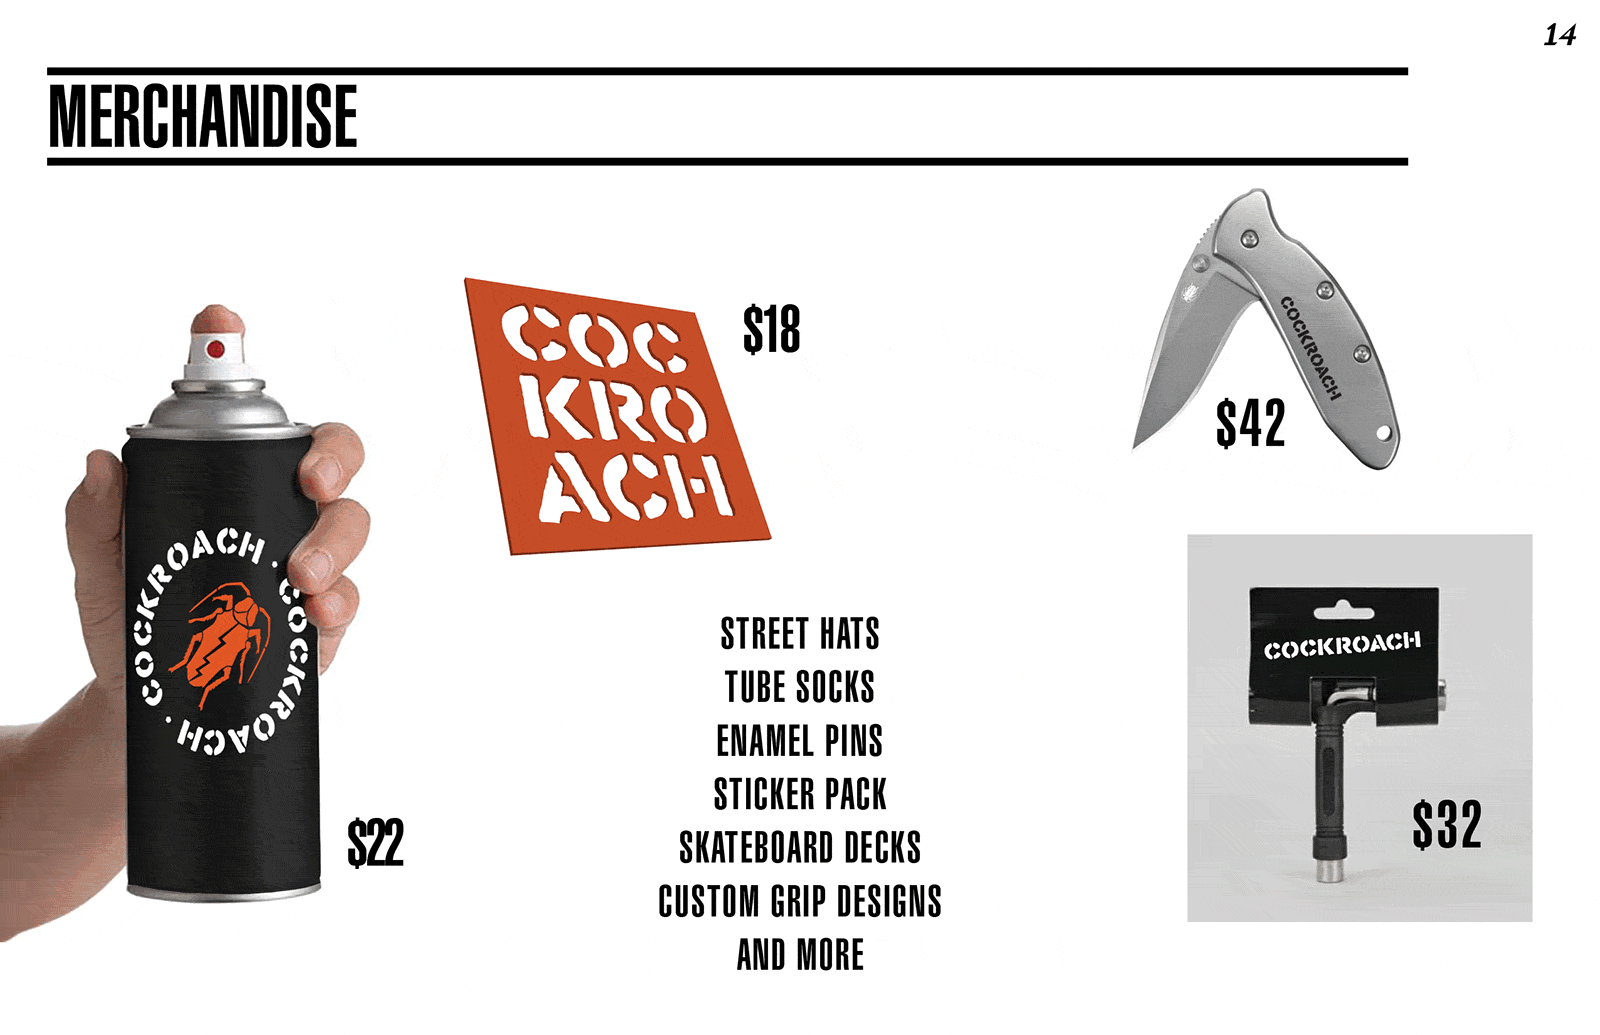 14
MERCHANDISE
COCKROACH · COCKROACH · COCKROACH
$22
COC
KRO
ACH
$18
COCKROACH
$42
STREET HATS
TUBE SOCKS
ENAMEL PINS
STICKER PACK
SKATEBOARD DECKS
CUSTOM GRIP DESIGNS
AND MORE
COCKROACH
$32